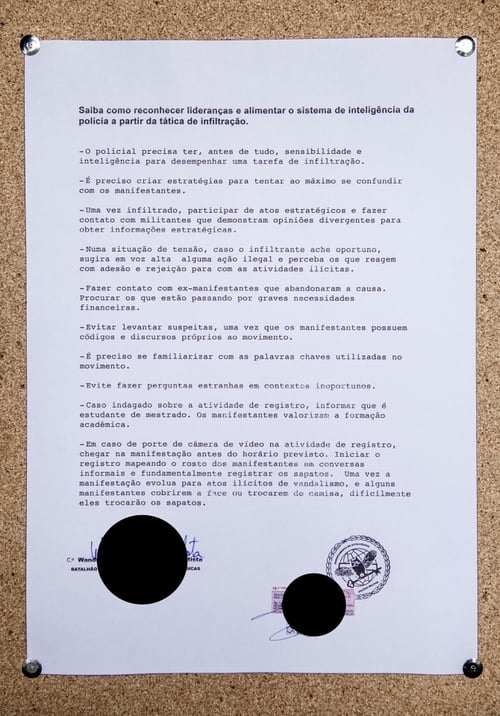 Saiba como reconhecer lideranças e alimentar o sistema de inteligência da
polícia a partir da tática de infiltração.
-O policial precisa ter, antes de tudo, sensibilidade e
inteligência para desempenhar uma tarefa de infiltração.
-É preciso criar estratégias para tentar ao máximo se confundir
com os manifestantes.
-Uma vez infiltrado, participar de atos estratégicos e fazer
contato com militantes que demonstram opiniões divergentes para
obter informações estratégicas.
-Numa situação de tensão, caso o infiltrante ache oportuno,
sugira em voz alta alguma ação ilegal e perceba os que reagem
com adesão e rejeição para com as atividades ilícitas.
-Fazer contato com ex-manifestantes que abandonaram a causa.
Procurar os que estão passando por graves necessidades
financeiras.
-Evitar levantar suspeitas, uma vez que os manifestantes possuem
códigos e discursos próprios ao movimento.
-É preciso se familiarizar com as palavras chaves utilizadas no
movimento.
-Evite fazer perguntas estranhas em contextos inoportunos.
-Caso indagado sobre a atividade de registro, informar que é
estudante de mestrado. Os manifestantes valorizam a formação
acadêmica.
-Em caso de porte de câmera de vídeo na atividade de registro,
chegar na manifestação antes do horário previsto. Iniciar o
registro mapeando o rosto dos manifestantes em conversas
informais e fundamentalmente registrar os sapatos. Uma vez a
manifestação evolua para atos ilícitos de vandalismo, e alguns
manifestantes cobrirem a face ou trocarem de camisa, dificilmente
eles trocarão os sapatos.
BATALHÃO